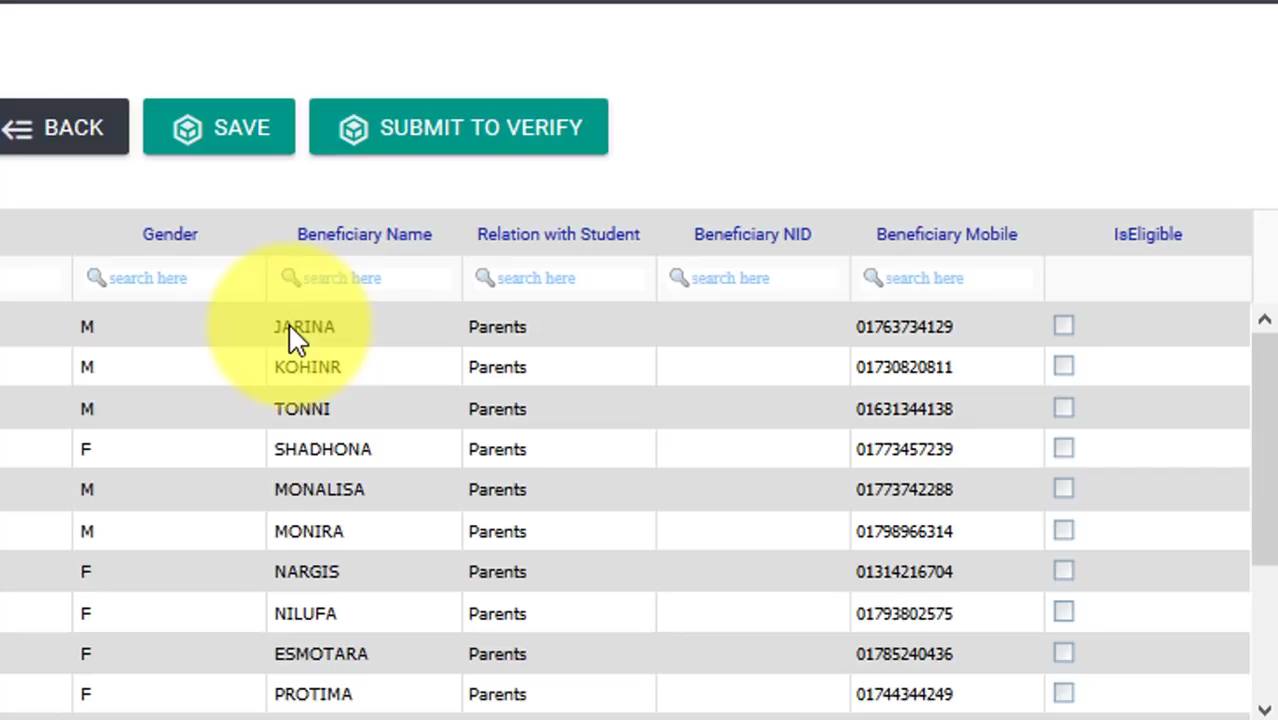 BACK SAVE SUBMIT TO VERIFY
Gender Beneficiary Name Relation with Student Beneficiary NID Beneficiary Mobile IsEligible
search here search here search here search here search here
M JARINA Parents 01763734129
M KOHINR Parents 01730820811
M TONNI Parents 01631344138
F SHADHONA Parents 01773457239
M MONALISA Parents 01773742288
M MONIRA Parents 01798966314
F NARGIS Parents 01314216704
F NILUFA Parents 01793802575
F ESMOTARA Parents 01785240436
F PROTIMA Parents 01744344249